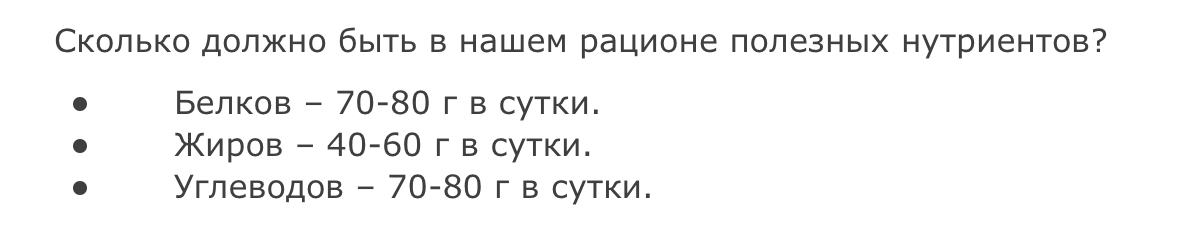 Сколько должно быть в нашем рационе полезных нутриентов?
● Белков – 70-80 г в сутки.
● Жиров – 40-60 г в сутки.
● Углеводов – 70-80 г в сутки.